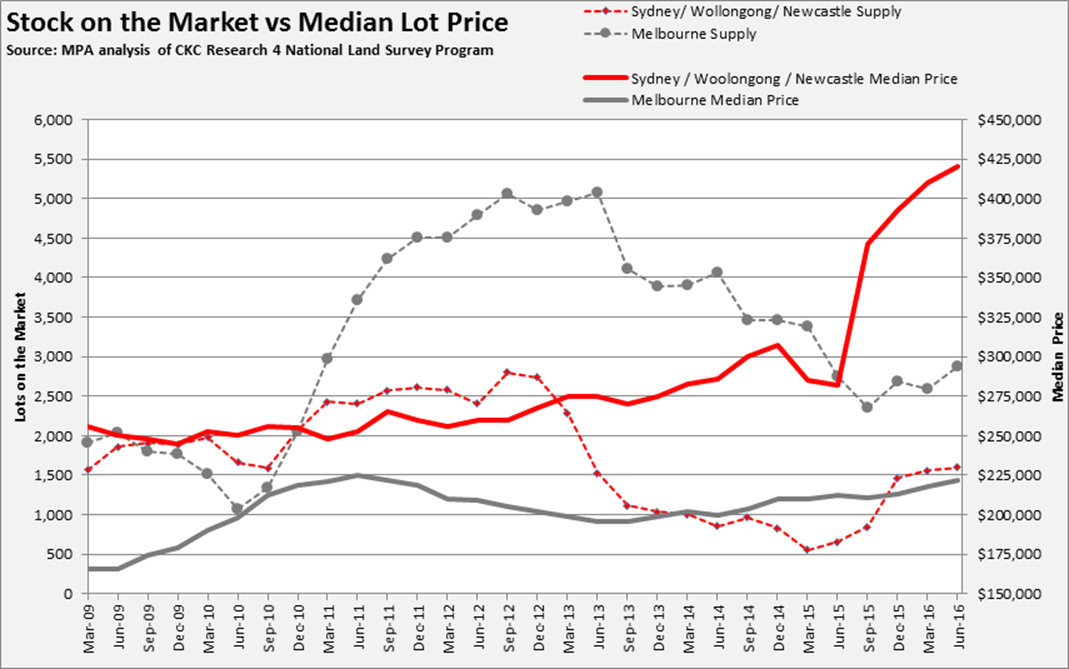 Stock on the Market vs Median Lot Price
Source: MPA analysis of CKC Research 4 National Land Survey Program
Sydney/ Wollongong/ Newcastle Supply
Melbourne Supply
Sydney / Woolongong / Newcastle Median Price
Melbourne Median Price
6,000
5,500
5,000
4,500
4,000
3,500
3,000
2,500
2,000
1,500
1,000
500
0
Lots on the Market
$450,000
$425,000
$400,000
$375,000
$350,000
$325,000
$300,000
$275,000
$250,000
$225,000
$200,000
$175,000
$150,000
Median Price
Mar-09
Jun-09
Sep-09
Dec-09
Mar-10
Jun-10
Sep-10
Dec-10
Mar-11
Jun-11
Sep-11
Dec-11
Mar-12
Jun-12
Sep-12
Dec-12
Mar-13
Jun-13
Sep-13
Dec-13
Mar-14
Jun-14
Sep-14
Dec-14
Mar-15
Jun-15
Sep-15
Dec-15
Mar-16
Jun-16